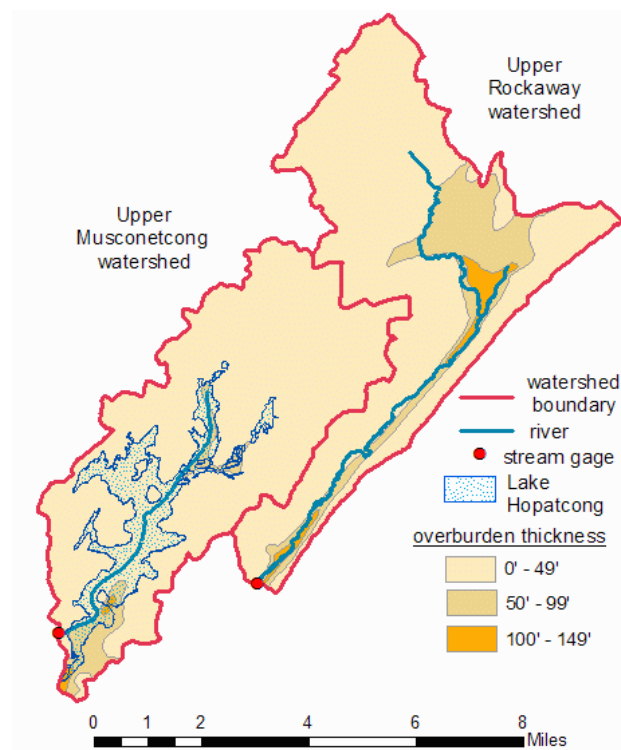 Upper
Rockaway
watershed
Upper
Musconetcong
watershed
watershed
boundary
river
stream gage
Lake
Hopatcong
overburden thickness
0' - 49'
50' - 99'
100' - 149'
0 1 2 4 6 8
Miles